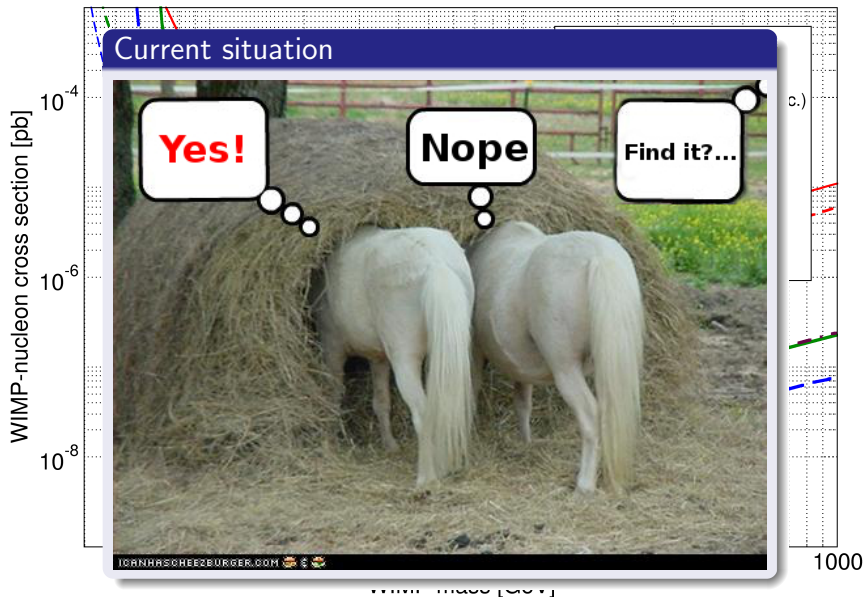 Current situation
10-4
c.)
Yes!
Nope
Find it?...
WIMP-nucleon cross section [pb]
10-6
10-8
ICANHASCHEEZBURGER.COM
1000